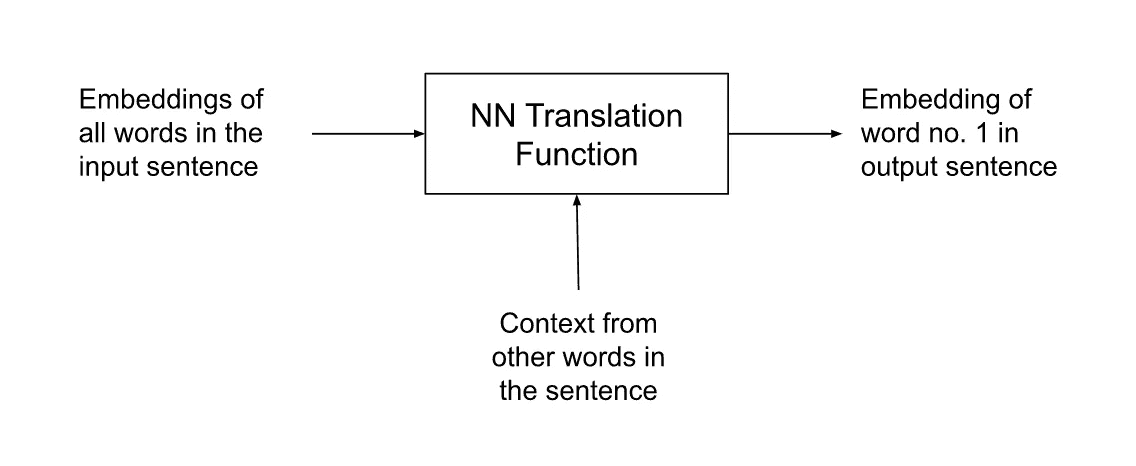 Embeddings of
all words in the
input sentence
NN Translation
Function
Embedding of
word no. 1 in
output sentence
Context from
other words in
the sentence